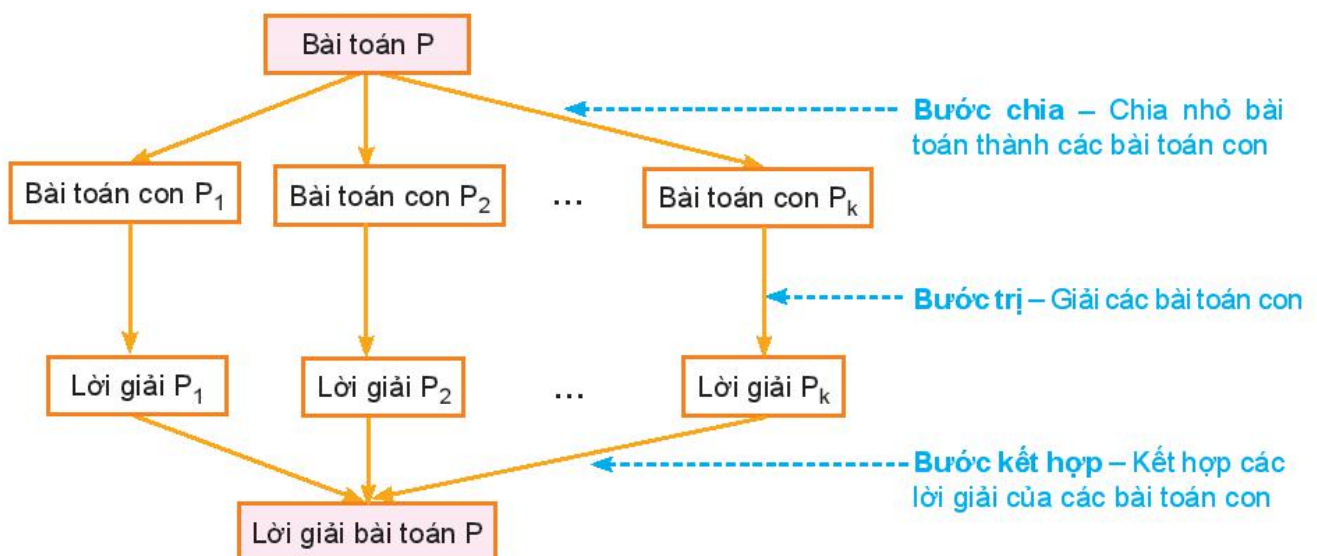 Bài toán P
Bước chia – Chia nhỏ bài
toán thành các bài toán con
Bài toán con P₁
Bài toán con P₂
...
Bài toán con Pₖ
Bước trị – Giải các bài toán con
Lời giải P₁
Lời giải P₂
...
Lời giải Pₖ
Bước kết hợp – Kết hợp các
lời giải của các bài toán con
Lời giải bài toán P